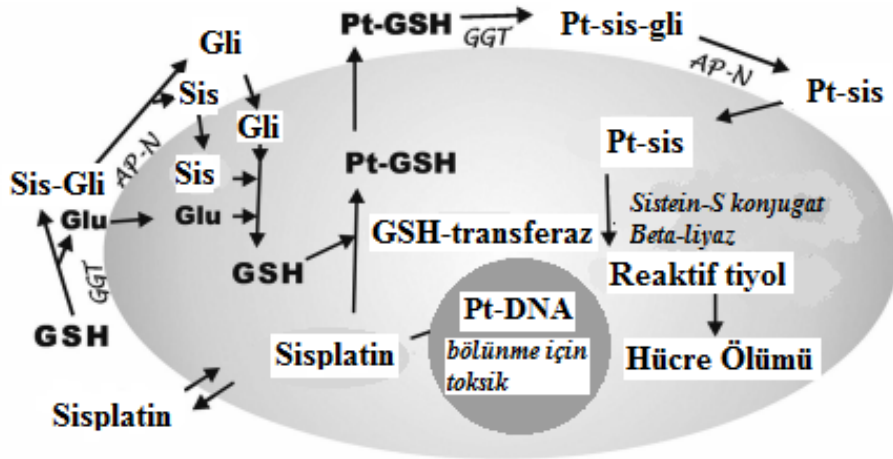 Pt-GSH
GGT
Pt-sis-gli
AP-N
Pt-sis
Gli
Sis
Gli
AP-N
Sis
Sis-Gli
Glu
Glu
GGT
GSH
GSH
Pt-GSH
GSH-transferaz
Pt-sis
Sistein-S konjugat
Beta-liyaz
Reaktif tiyol
Hücre Ölümü
Pt-DNA
bölünme için
toksik
Sisplatin
Sisplatin